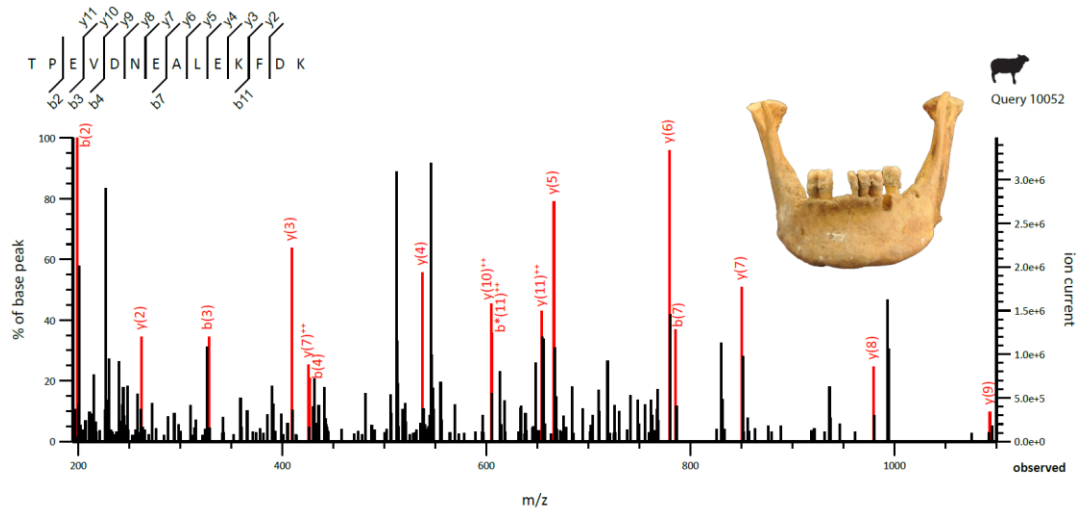 y11 y10 y9 y8 y7 y6 y5 y4 y3 y2
T P E V D N E A L E K F D K
b2 b3 b4 b7 b11
Query 10052
b(2)
y(2)
b(3)
y(3)
y(7)++
b(4)
y(4)
y(10)++
b*(11)++
y(11)++
y(5)
y(6)
b(7)
y(7)
y(8)
y(9)
100
80
60
40
20
0
% of base peak
3.0e+6
2.5e+6
2.0e+6
1.5e+6
1.0e+6
5.0e+5
0.0e+0
ion current
200 400 600 800 1000 observed
m/z